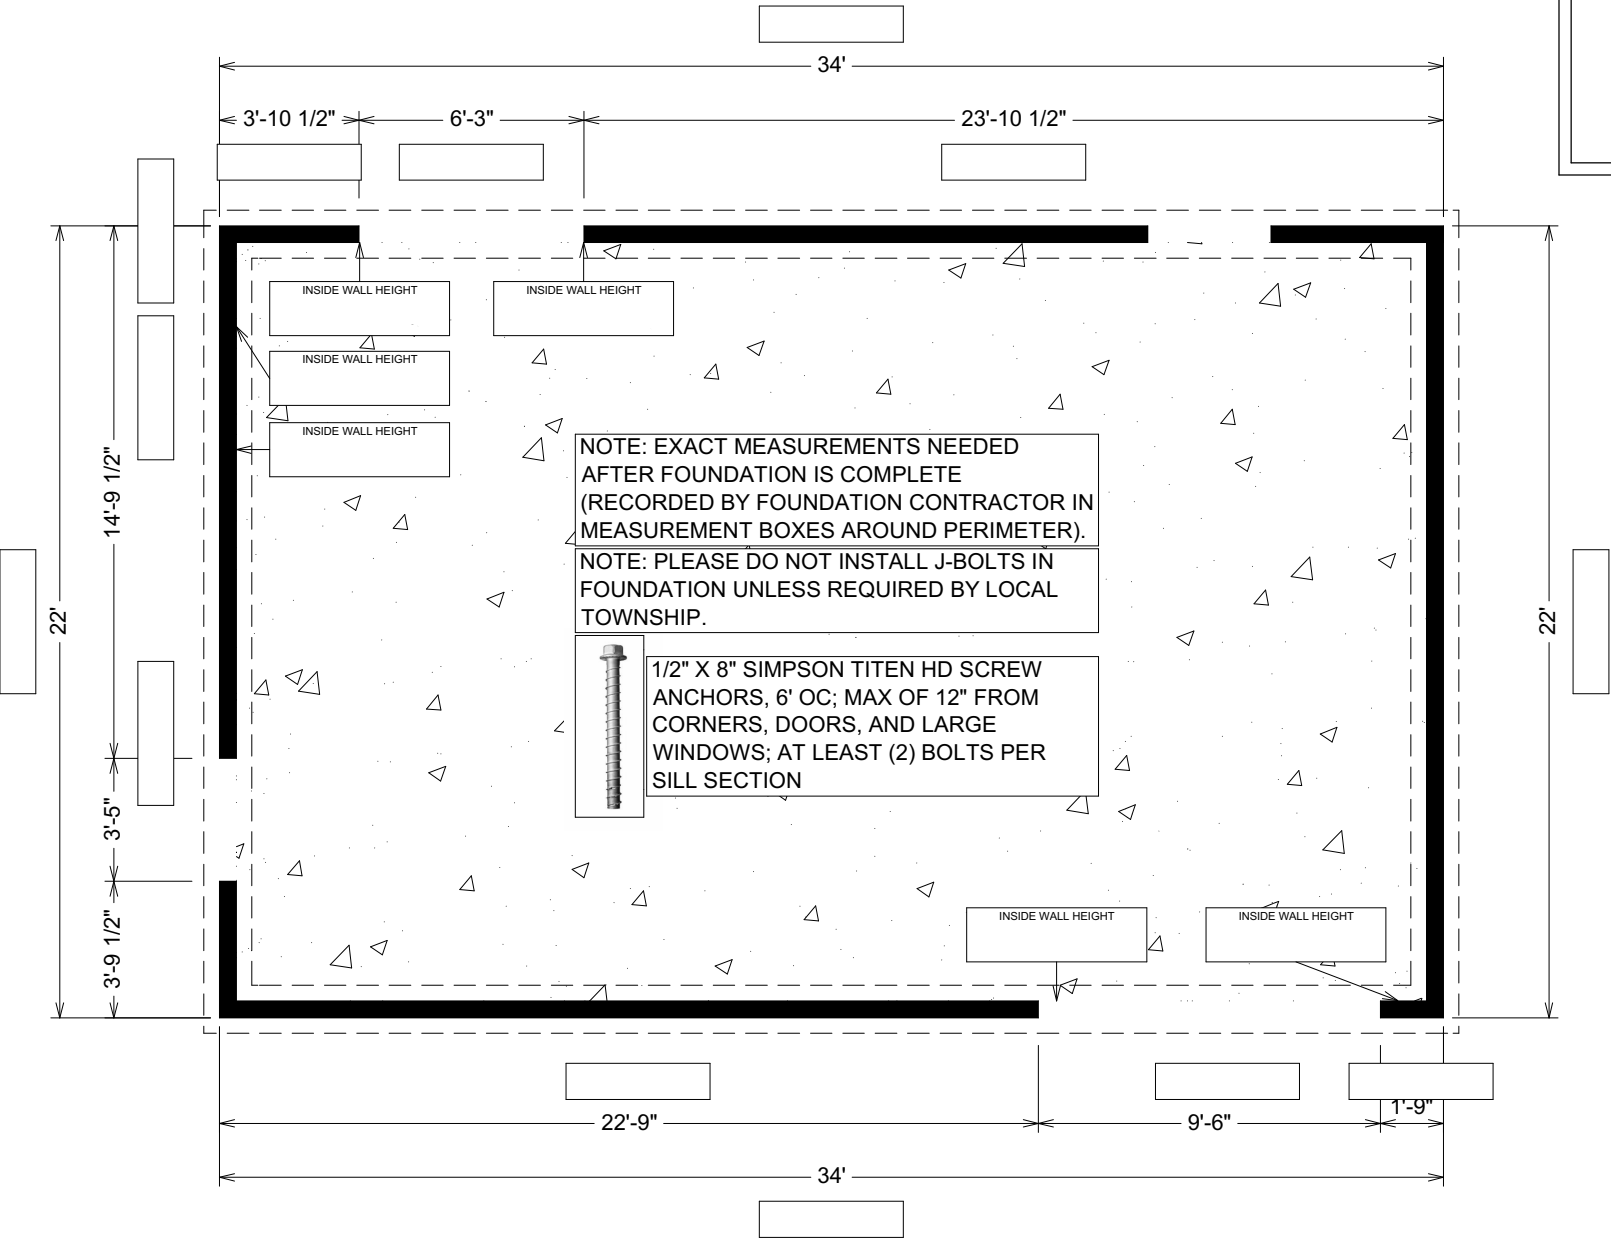 34'
3'-10 1/2"
6'-3"
23'-10 1/2"
INSIDE WALL HEIGHT
INSIDE WALL HEIGHT
INSIDE WALL HEIGHT
INSIDE WALL HEIGHT
14'-9 1/2"
22'
3'-5"
3'-9 1/2"
NOTE: EXACT MEASUREMENTS NEEDED
AFTER FOUNDATION IS COMPLETE
(RECORDED BY FOUNDATION CONTRACTOR IN
MEASUREMENT BOXES AROUND PERIMETER).
NOTE: PLEASE DO NOT INSTALL J-BOLTS IN
FOUNDATION UNLESS REQUIRED BY LOCAL
TOWNSHIP.
1/2" X 8" SIMPSON TITEN HD SCREW
ANCHORS, 6' OC; MAX OF 12" FROM
CORNERS, DOORS, AND LARGE
WINDOWS; AT LEAST (2) BOLTS PER
SILL SECTION
22'
INSIDE WALL HEIGHT
INSIDE WALL HEIGHT
1'-9"
22'-9"
9'-6"
34'